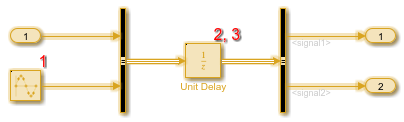 1
1
2, 3
1
z
Unit Delay
<signal1>
1
<signal2>
2